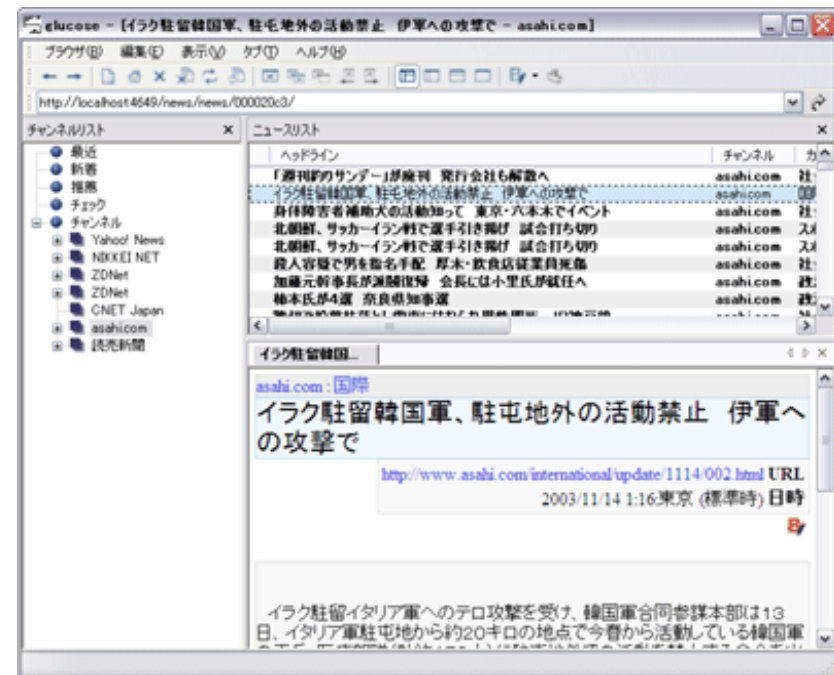 glucose - [イラク駐留韓国軍、駐屯地外の活動禁止 伊軍への攻撃で - asahi.com]
ブラウザ(B) 編集(E) 表示(V) タブ(T) ヘルプ(H)
http://localhost:4649/news/news/000020c3/
チャンネルリスト
最近
新着
推薦
チェック
チャンネル
Yahoo! News
NIKKEI NET
ZDNet
ZDNet
CNET Japan
asahi.com
読売新聞
ニュースリスト
ヘッドライン チャンネル カ
「週刊釣りサンデー」が廃刊 発行会社も解散へ asahi.com 社
イラク駐留韓国軍、駐屯地外の活動禁止 伊軍への攻撃で asahi.com 国
身体障害者補助犬の活動知って 東京・六本木でイベント asahi.com 社
北朝鮮、サッカーイラン戦で選手引き揚げ 試合打ち切り asahi.com スポ
北朝鮮、サッカーイラン戦で選手引き揚げ 試合打ち切り asahi.com スポ
殺人容疑で男を指名手配 厚木・飲食店従業員死傷 asahi.com 社
加藤元幹事長が派閥復帰 会長には小里氏が就任へ asahi.com 政
柿本氏が4選 奈良県知事選 asahi.com 政
イラク駐留韓国...
asahi.com : 国際
イラク駐留韓国軍、駐屯地外の活動禁止 伊軍へ
の攻撃で
http://www.asahi.com/international/update/1114/002.html URL
2003/11/14 1:16:東京 (標準時) 日時
イラク駐留イタリア軍へのテロ攻撃を受け、韓国軍合同参謀本部は13
日、イタリア軍駐屯地から約20キロの地点で今春から活動している韓国軍